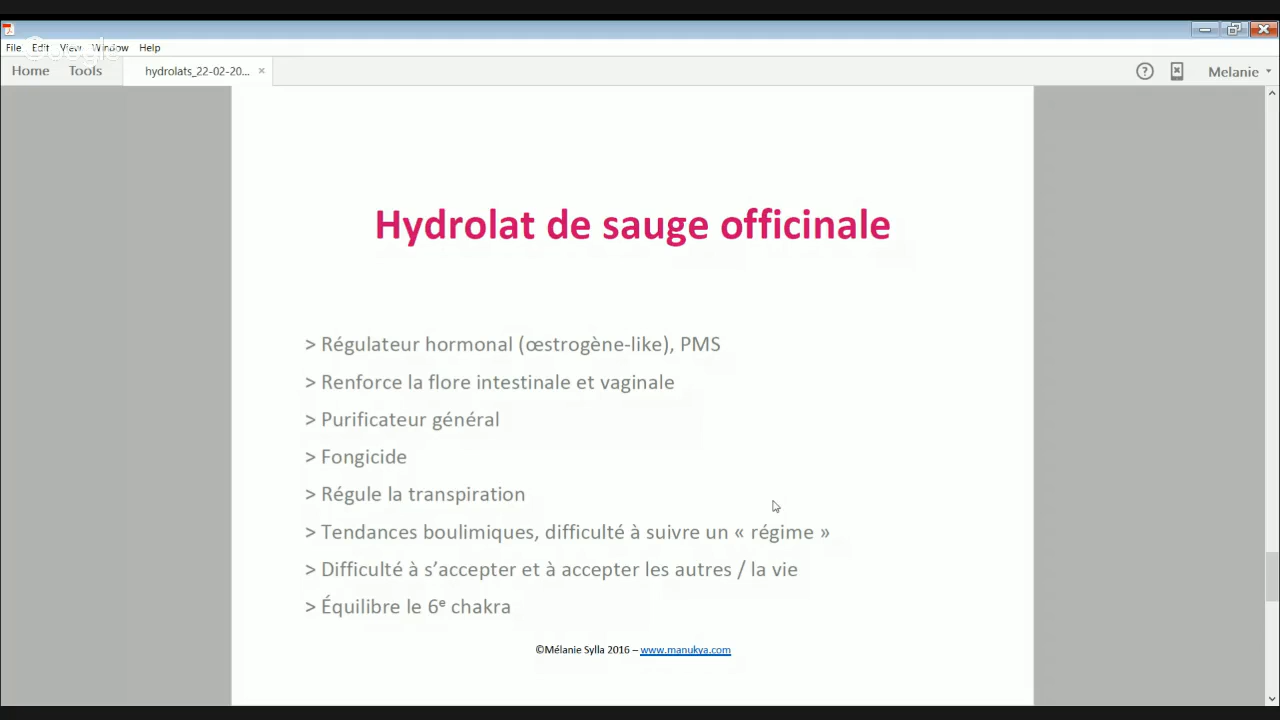 File Edit View Window Help
Home Tools hydrolats_22-02-20... × Melanie
Hydrolat de sauge officinale
> Régulateur hormonal (œstrogène-like), PMS
> Renforce la flore intestinale et vaginale
> Purificateur général
> Fongicide
> Régule la transpiration
> Tendances boulimiques, difficulté à suivre un « régime »
> Difficulté à s’accepter et à accepter les autres / la vie
> Équilibre le 6e chakra
©Mélanie Sylla 2016 – www.manukya.com